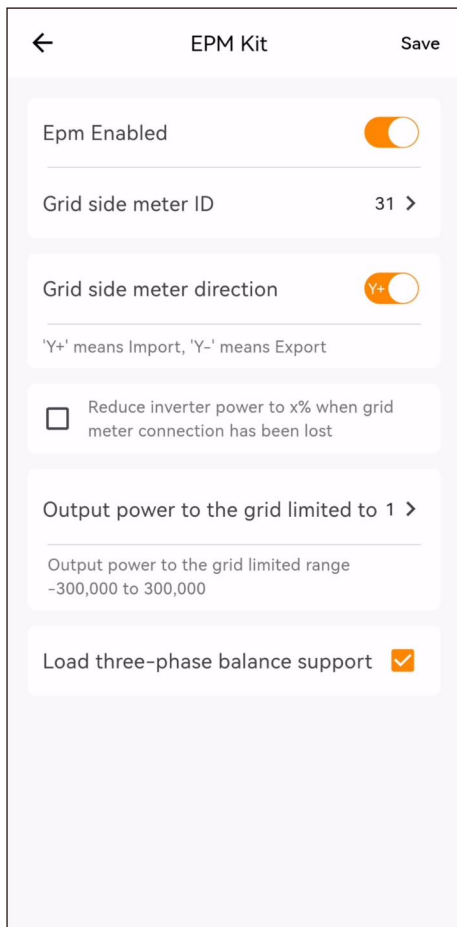 EPM Kit
Save
Epm Enabled
Grid side meter ID
31
Grid side meter direction
Y+
'Y+' means Import, 'Y-' means Export
Reduce inverter power to x% when grid
meter connection has been lost
Output power to the grid limited to 1
Output power to the grid limited range
-300,000 to 300,000
Load three-phase balance support